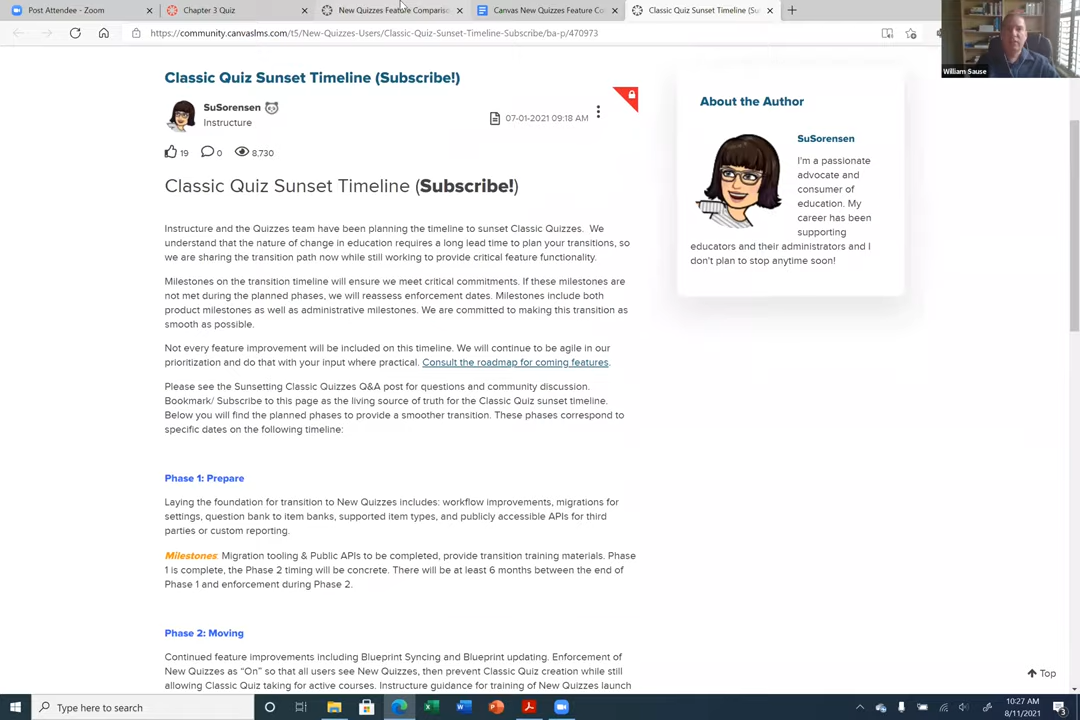 Post Attendee - Zoom
Chapter 3 Quiz
New Quizzes Feature Comparison
Canvas New Quizzes Feature Co
Classic Quiz Sunset Timeline (Su
https://community.canvaslms.com/t5/New-Quizzes-Users/Classic-Quiz-Sunset-Timeline-Subscribe/ba-p/470973
William Sause
Classic Quiz Sunset Timeline (Subscribe!)
SuSorensen
Instructure
07-01-2021 09:18 AM
19
0
8,730
Classic Quiz Sunset Timeline (Subscribe!)
Instructure and the Quizzes team have been planning the timeline to sunset Classic Quizzes. We
understand that the nature of change in education requires a long lead time to plan your transitions, so
we are sharing the transition path now while still working to provide critical feature functionality.
Milestones on the transition timeline will ensure we meet critical commitments. If these milestones are
not met during the planned phases, we will reassess enforcement dates. Milestones include both
product milestones as well as administrative milestones. We are committed to making this transition as
smooth as possible.
Not every feature improvement will be included on this timeline. We will continue to be agile in our
prioritization and do that with your input where practical. Consult the roadmap for coming features.
Please see the Sunsetting Classic Quizzes Q&A post for questions and community discussion.
Bookmark/ Subscribe to this page as the living source of truth for the Classic Quiz sunset timeline.
Below you will find the planned phases to provide a smoother transition. These phases correspond to
specific dates on the following timeline:
Phase 1: Prepare
Laying the foundation for transition to New Quizzes includes: workflow improvements, migrations for
settings, question bank to item banks, supported item types, and publicly accessible APIs for third
parties or custom reporting.
Milestones: Migration tooling & Public APIs to be completed, provide transition training materials. Phase
1 is complete, the Phase 2 timing will be concrete. There will be at least 6 months between the end of
Phase 1 and enforcement during Phase 2.
Phase 2: Moving
Continued feature improvements including Blueprint Syncing and Blueprint updating. Enforcement of
New Quizzes as “On” so that all users see New Quizzes, then prevent Classic Quiz creation while still
allowing Classic Quiz taking for active courses. Instructure guidance for training of New Quizzes launch
About the Author
SuSorensen
I'm a passionate
advocate and
consumer of
education. My
career has been
supporting
educators and their administrators and I
don't plan to stop anytime soon!
Top
Type here to search
10:27 AM
8/11/2021
3